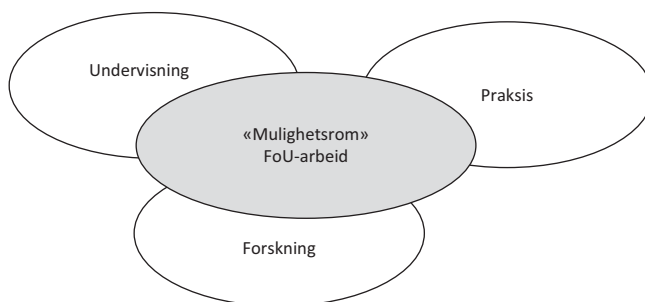 Undervisning
Praksis
«Mulighetsrom»
FoU-arbeid
Forskning